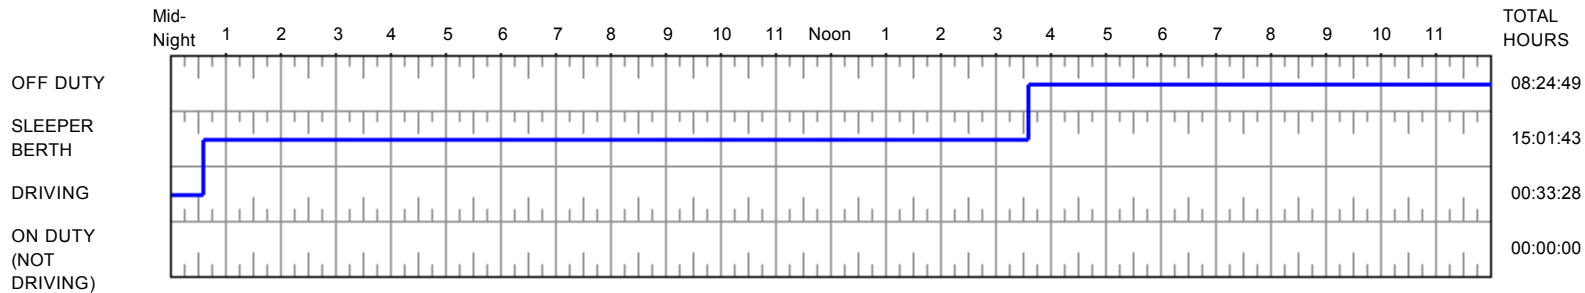 Mid-
Night 1 2 3 4 5 6 7 8 9 10 11 Noon 1 2 3 4 5 6 7 8 9 10 11
TOTAL
HOURS
OFF DUTY 08:24:49
SLEEPER
BERTH 15:01:43
DRIVING 00:33:28
ON DUTY
(NOT
DRIVING) 00:00:00